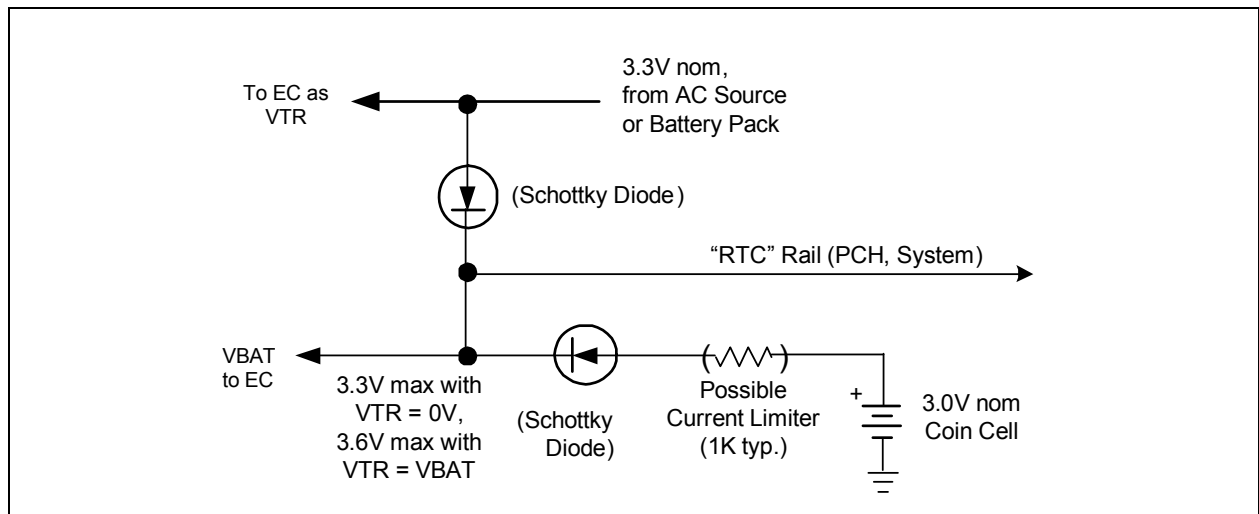 To EC as
VTR
3.3V nom,
from AC Source
or Battery Pack
(Schottky Diode)
“RTC” Rail (PCH, System)
VBAT
to EC
3.3V max with
VTR = 0V,
3.6V max with
VTR = VBAT
(Schottky
Diode)
Possible
Current Limiter
(1K typ.)
+
3.0V nom
Coin Cell